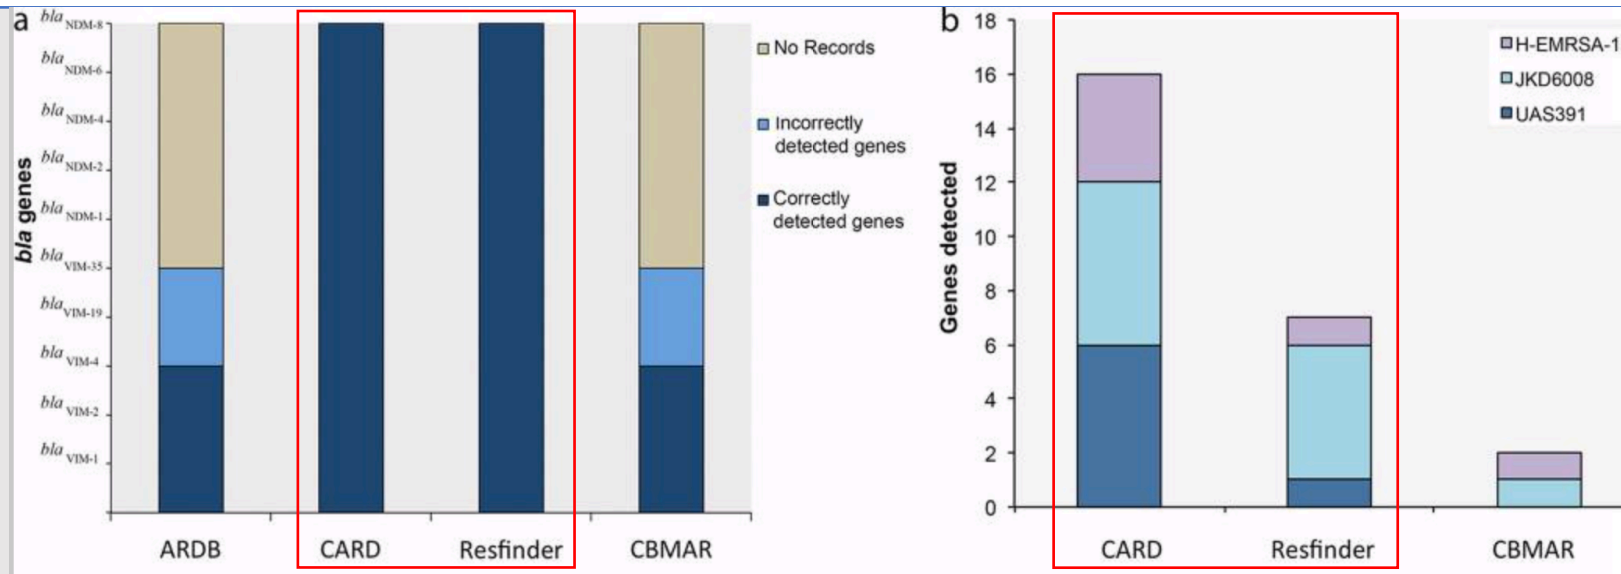 a
bla NDM-8
bla NDM-6
bla NDM-4
bla NDM-2
bla NDM-1
bla VIM-35
bla VIM-19
bla VIM-4
bla VIM-2
bla VIM-1
bla genes
ARDB
CARD
Resfinder
CBMAR
No Records
Incorrectly
detected genes
Correctly
detected genes
b
18
16
14
12
10
8
6
4
2
0
Genes detected
CARD
Resfinder
CBMAR
H-EMRSA-1
JKD6008
UAS391